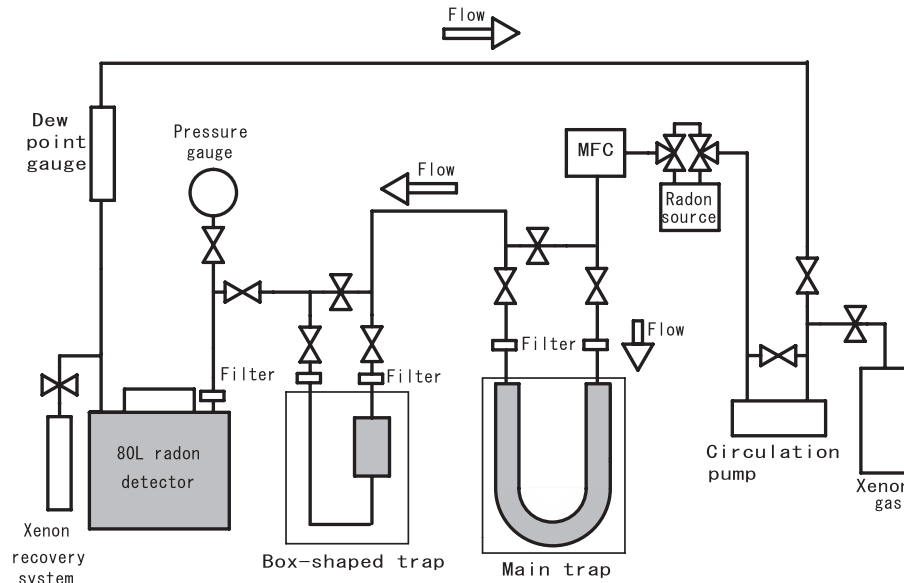 Flow
Dew
point
gauge
Pressure
gauge
Flow
MFC
Radon
source
Flow
Filter
Filter
Filter
80L radon
detector
Circulation
pump
Xenon
gas
Xenon
recovery
system
Box-shaped trap
Main trap